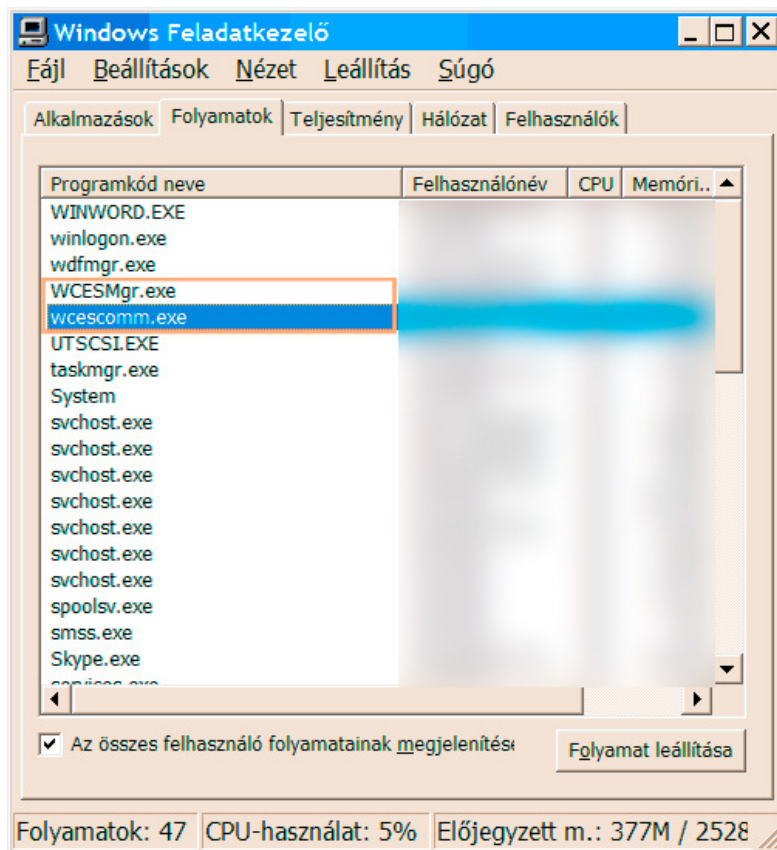 Windows Feladatkezelő
Fájl Beállítások Nézet Leállítás Súgó
Alkalmazások Folyamatok Teljesítmény Hálózat Felhasználók
Programkód neve Felhasználónév CPU Memóri..
WINWORD.EXE
winlogon.exe
wdfmgr.exe
WCESMgr.exe
wcescomm.exe
UTSCSI.EXE
taskmgr.exe
System
svchost.exe
svchost.exe
svchost.exe
svchost.exe
svchost.exe
svchost.exe
svchost.exe
spoolsv.exe
smss.exe
Skype.exe
services.exe
Az összes felhasználó folyamatainak megjelenítése Folyamat leállítása
Folyamatok: 47 CPU-használat: 5% Előjegyzett m.: 377M / 2528